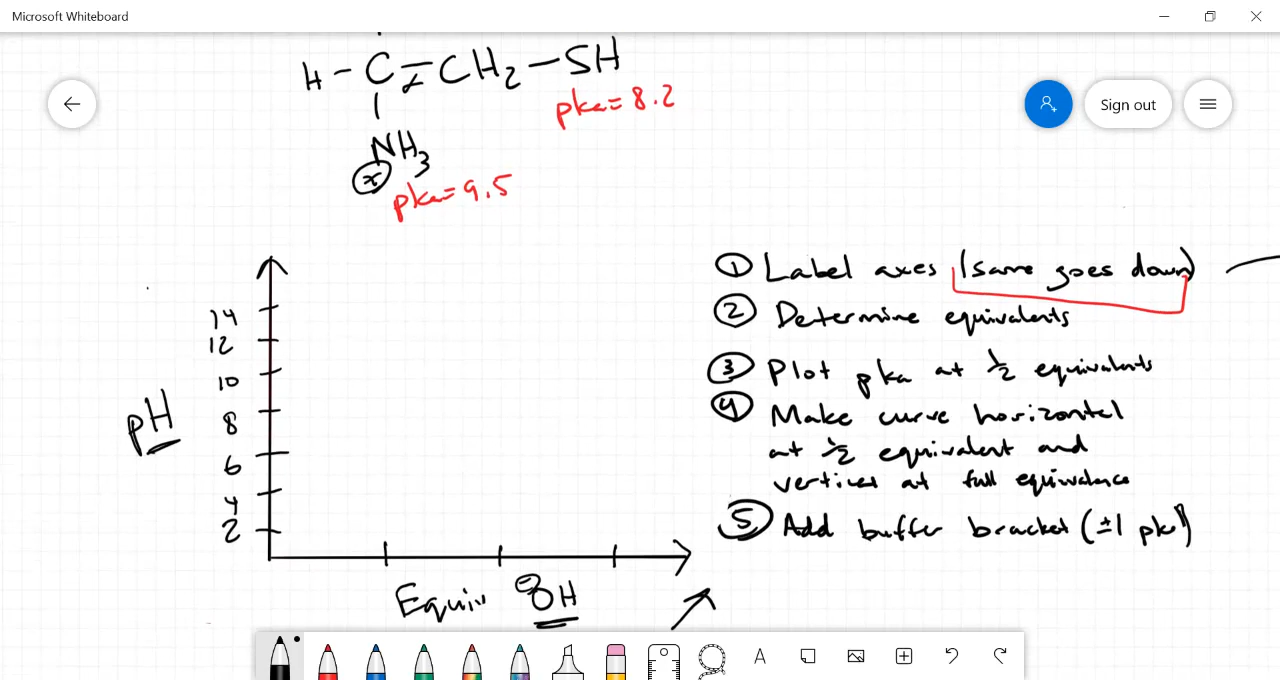 Microsoft Whiteboard
H - C - CH2 - SH
pka = 8.2
NH3
+
pka = 9.5
Sign out
① Label axes (same goes down)
② Determine equivalents
③ Plot pka at 1/2 equivalents
④ Make curve horizontal
at 1/2 equivalent and
vertical at full equivalence
⑤ Add buffer bracket (±1 pka)
14
12
10
pH
8
6
4
2
Equiv ⊖OH
A